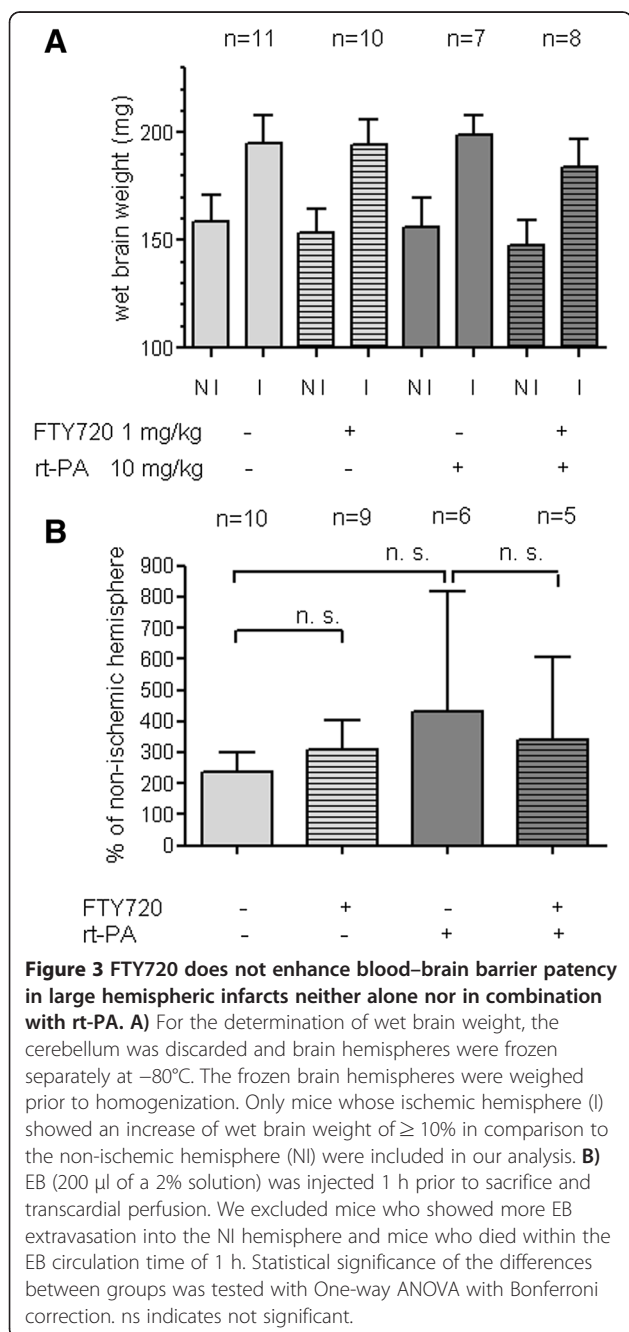 A
n=11 n=10 n=7 n=8
wet brain weight (mg)
200
150
100
NI I NI I NI I NI I
FTY720 1 mg/kg - + - +
rt-PA 10 mg/kg - - + +
B
n=10 n=9 n=6 n=5
% of non-ischemic hemisphere
900
800
700
600
500
400
300
200
100
0
n. s. n. s.
n. s.
FTY720 - + - +
rt-PA - - + +
Figure 3 FTY720 does not enhance blood–brain barrier patency
in large hemispheric infarcts neither alone nor in combination
with rt-PA. A) For the determination of wet brain weight, the
cerebellum was discarded and brain hemispheres were frozen
separately at −80°C. The frozen brain hemispheres were weighed
prior to homogenization. Only mice whose ischemic hemisphere (I)
showed an increase of wet brain weight of ≥ 10% in comparison to
the non-ischemic hemisphere (NI) were included in our analysis. B)
EB (200 μl of a 2% solution) was injected 1 h prior to sacrifice and
transcardial perfusion. We excluded mice who showed more EB
extravasation into the NI hemisphere and mice who died within the
EB circulation time of 1 h. Statistical significance of the differences
between groups was tested with One-way ANOVA with Bonferroni
correction. ns indicates not significant.